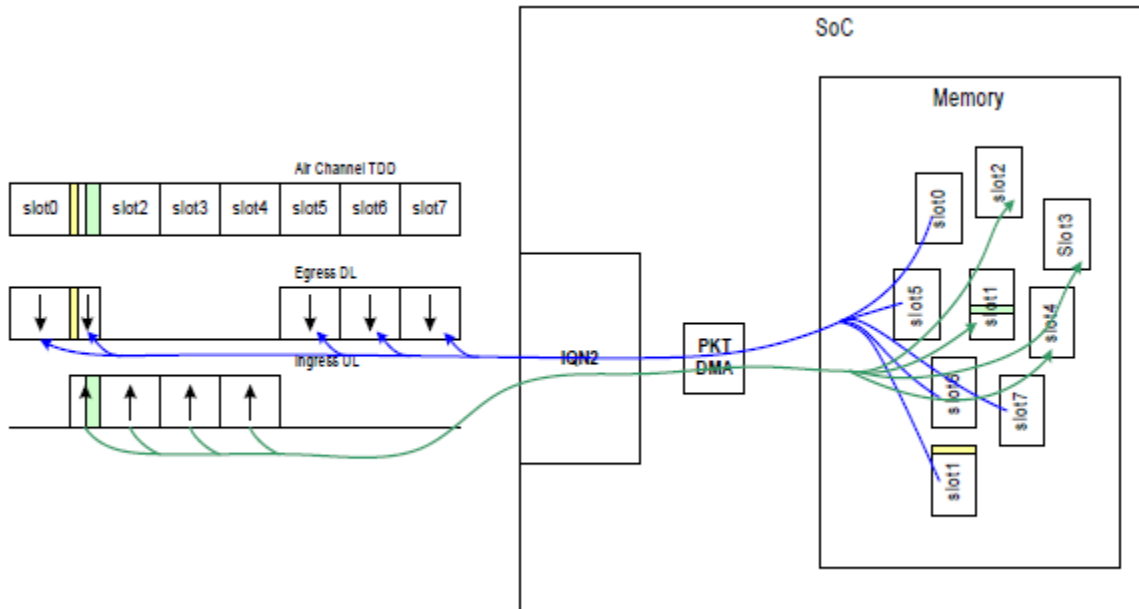 SoC
Memory
Air Channel TDD
slot0 slot2 slot3 slot4 slot5 slot6 slot7
Egress DL
Ingress UL
IQN2
PKT
DMA
slot0
slot2
Slot3
slot5
slot1
slot4
slot6
slot7
slot1